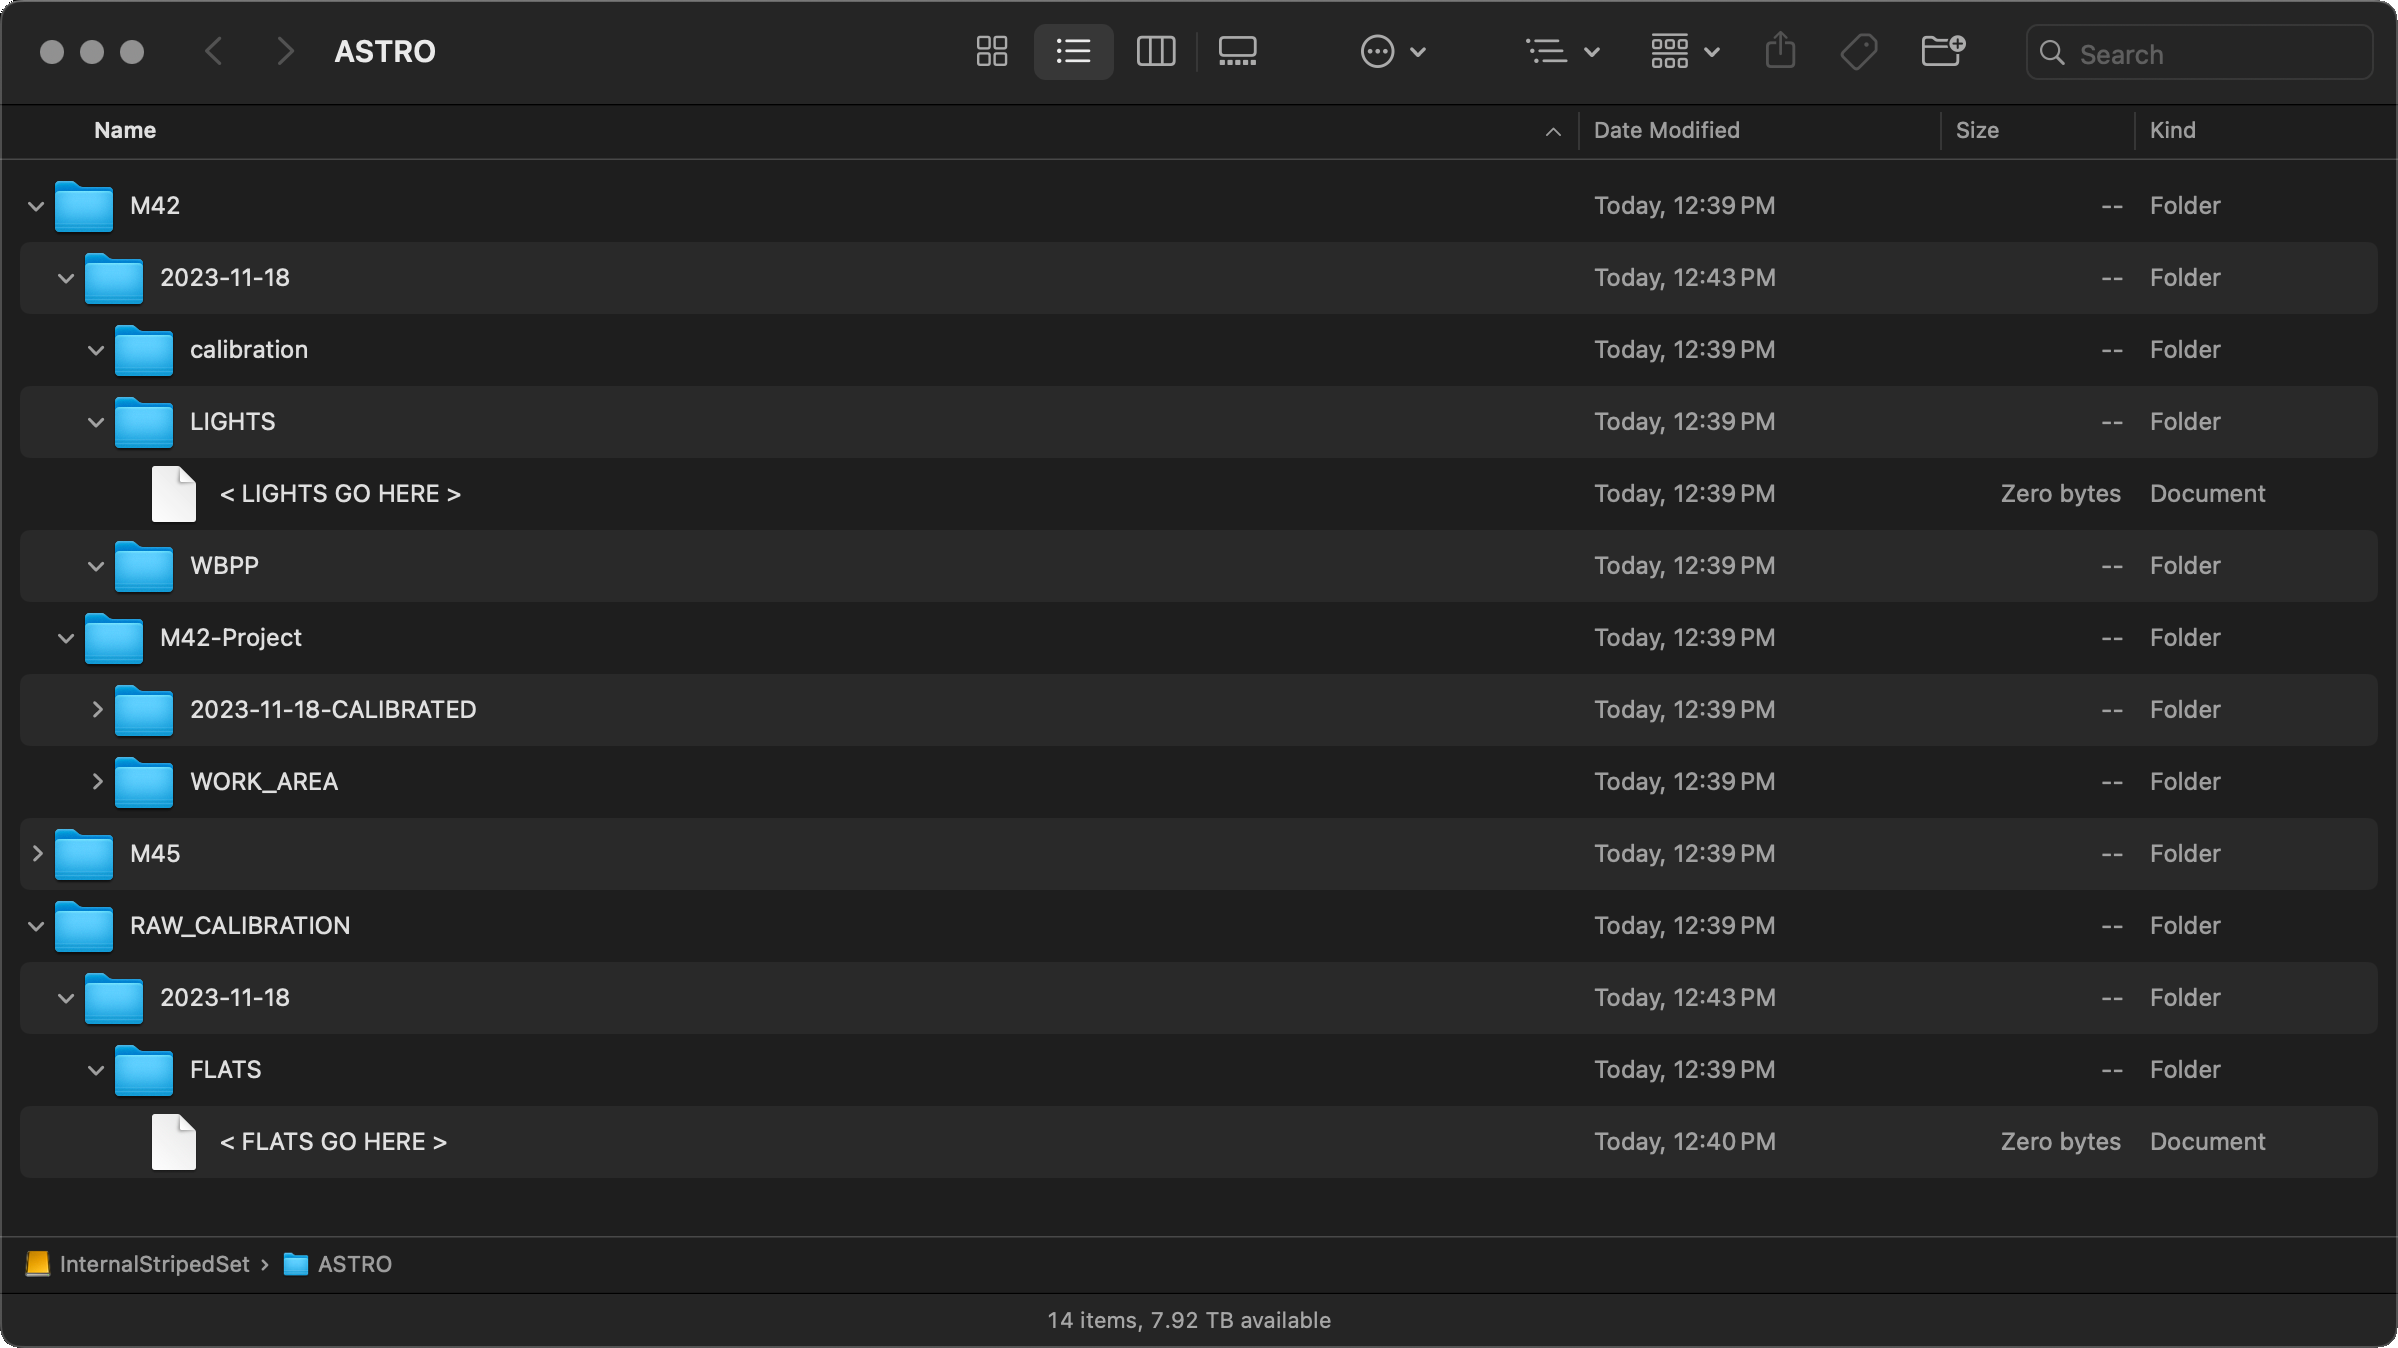 ASTRO
Search
Name Date Modified Size Kind
M42 Today, 12:39 PM -- Folder
2023-11-18 Today, 12:43 PM -- Folder
calibration Today, 12:39 PM -- Folder
LIGHTS Today, 12:39 PM -- Folder
< LIGHTS GO HERE > Today, 12:39 PM Zero bytes Document
WBPP Today, 12:39 PM -- Folder
M42-Project Today, 12:39 PM -- Folder
2023-11-18-CALIBRATED Today, 12:39 PM -- Folder
WORK_AREA Today, 12:39 PM -- Folder
M45 Today, 12:39 PM -- Folder
RAW_CALIBRATION Today, 12:39 PM -- Folder
2023-11-18 Today, 12:43 PM -- Folder
FLATS Today, 12:39 PM -- Folder
< FLATS GO HERE > Today, 12:40 PM Zero bytes Document
InternalStripedSet › ASTRO
14 items, 7.92 TB available